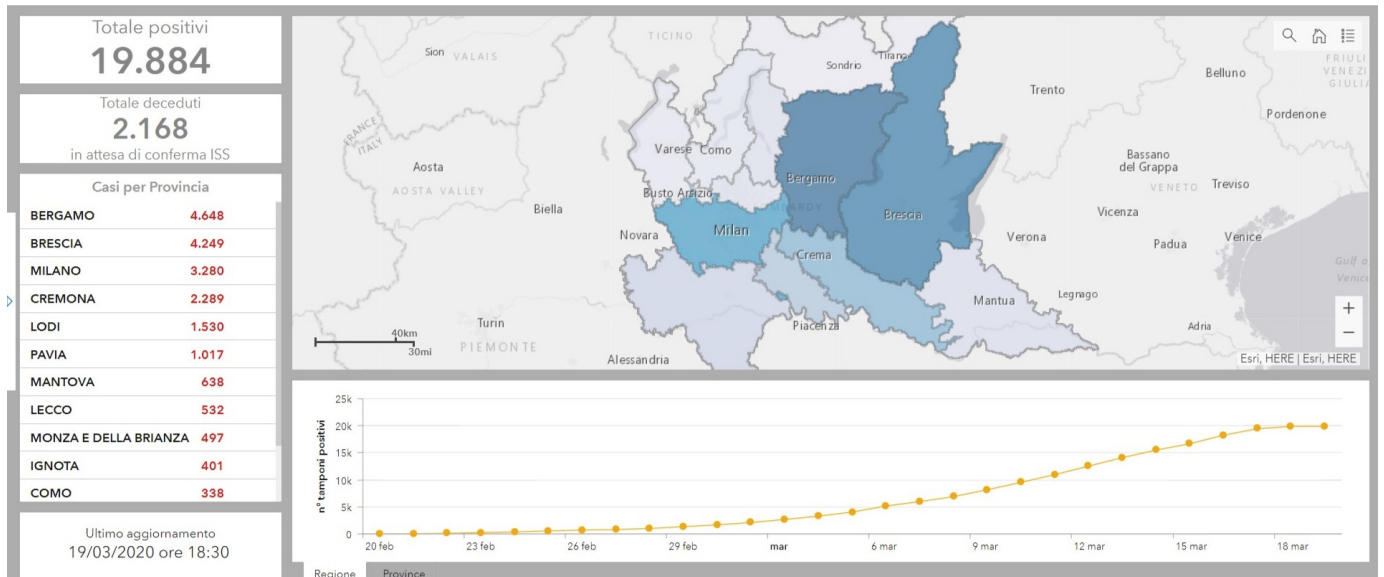 Totale positivi
19.884
Totale deceduti
2.168
in attesa di conferma ISS
Casi per Provincia
BERGAMO 4.648
BRESCIA 4.249
MILANO 3.280
CREMONA 2.289
LODI 1.530
PAVIA 1.017
MANTOVA 638
LECCO 532
MONZA E DELLA BRIANZA 497
IGNOTA 401
COMO 338
Ultimo aggiornamento
19/03/2020 ore 18:30
TICINO
Sion VALAIS
Sondrio
Tirano
Trento
Belluno
FRIULI
VENEZI
GIULIA
Pordenone
FRANCE
ITALY
Aosta
AOSTA VALLEY
Varese
Como
Bergamo
Bassano
del Grappa
VENETO
Treviso
Biella
Busto Arsizio
Brescia
Vicenza
Novara
Milan
Verona
Padua
Venice
Crema
Gulf o
Venice
Mantua
Legnago
Turin
PIEMONTE
Piacenza
Adria
40km
30mi
Alessandria
+
−
Esri, HERE | Esri, HERE
n° tamponi positivi
25k
20k
15k
10k
5k
0
20 feb 23 feb 26 feb 29 feb mar 6 mar 9 mar 12 mar 15 mar 18 mar
Regione Province